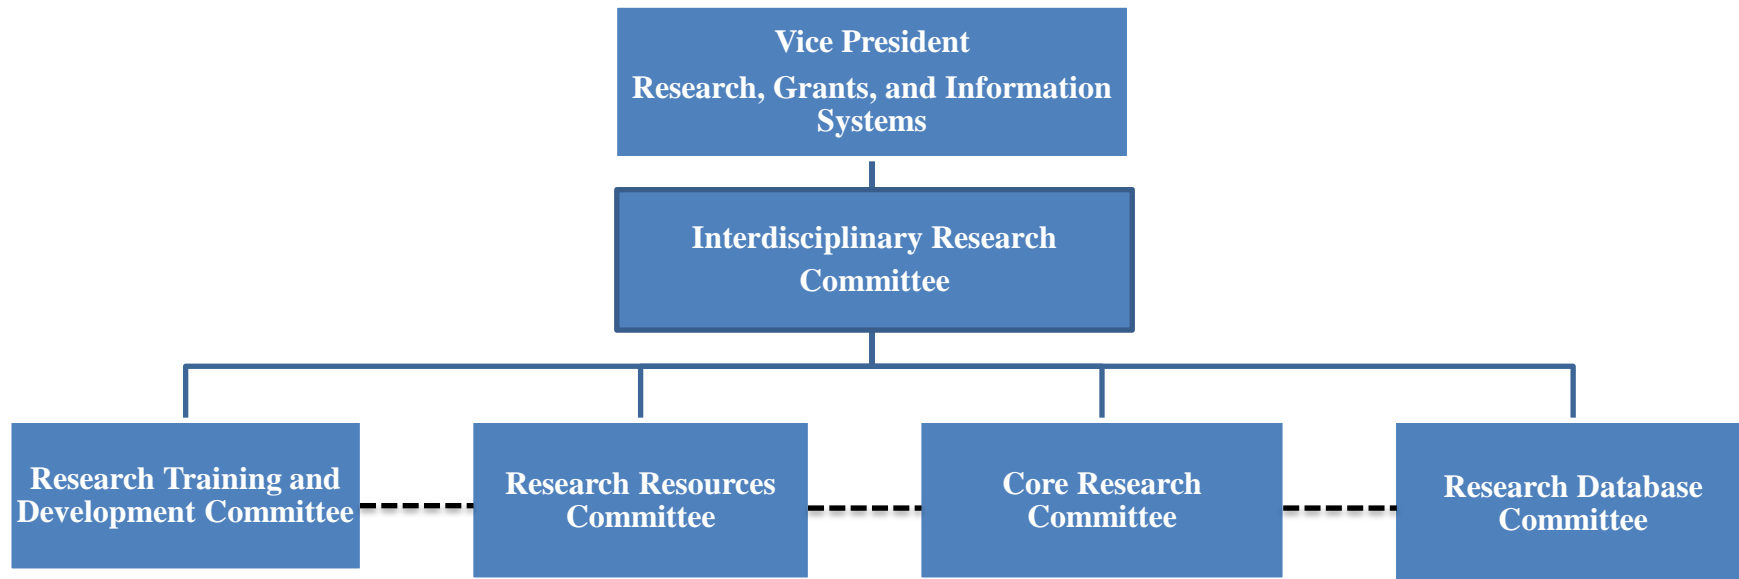 Vice President
Research, Grants, and Information
Systems
Interdisciplinary Research
Committee
Research Training and
Development Committee
Research Resources
Committee
Core Research
Committee
Research Database
Committee